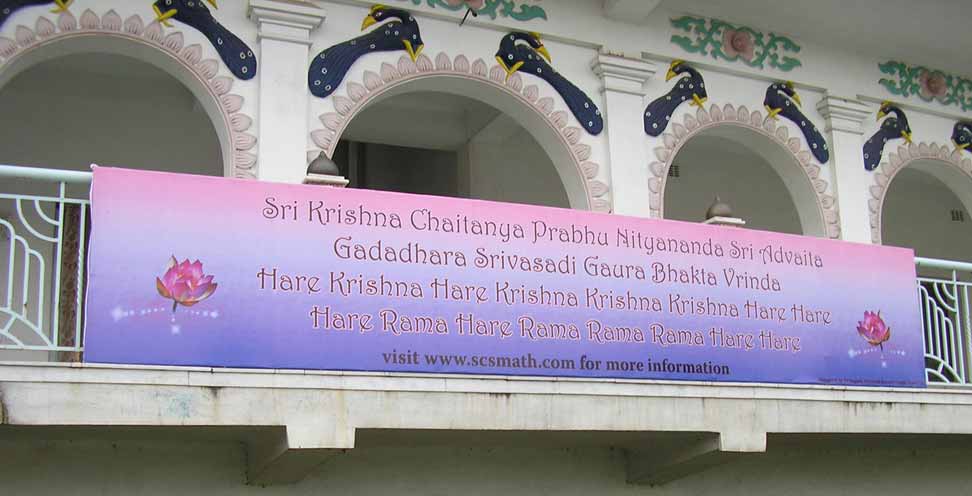 Sri Krishna Chaitanya Prabhu Nityananda Sri Advaita
Gadadhara Srivasadi Gaura Bhakta Vrinda
Hare Krishna Hare Krishna Krishna Krishna Hare Hare
Hare Rama Hare Rama Rama Rama Hare Hare
visit www.scsmath.com for more information